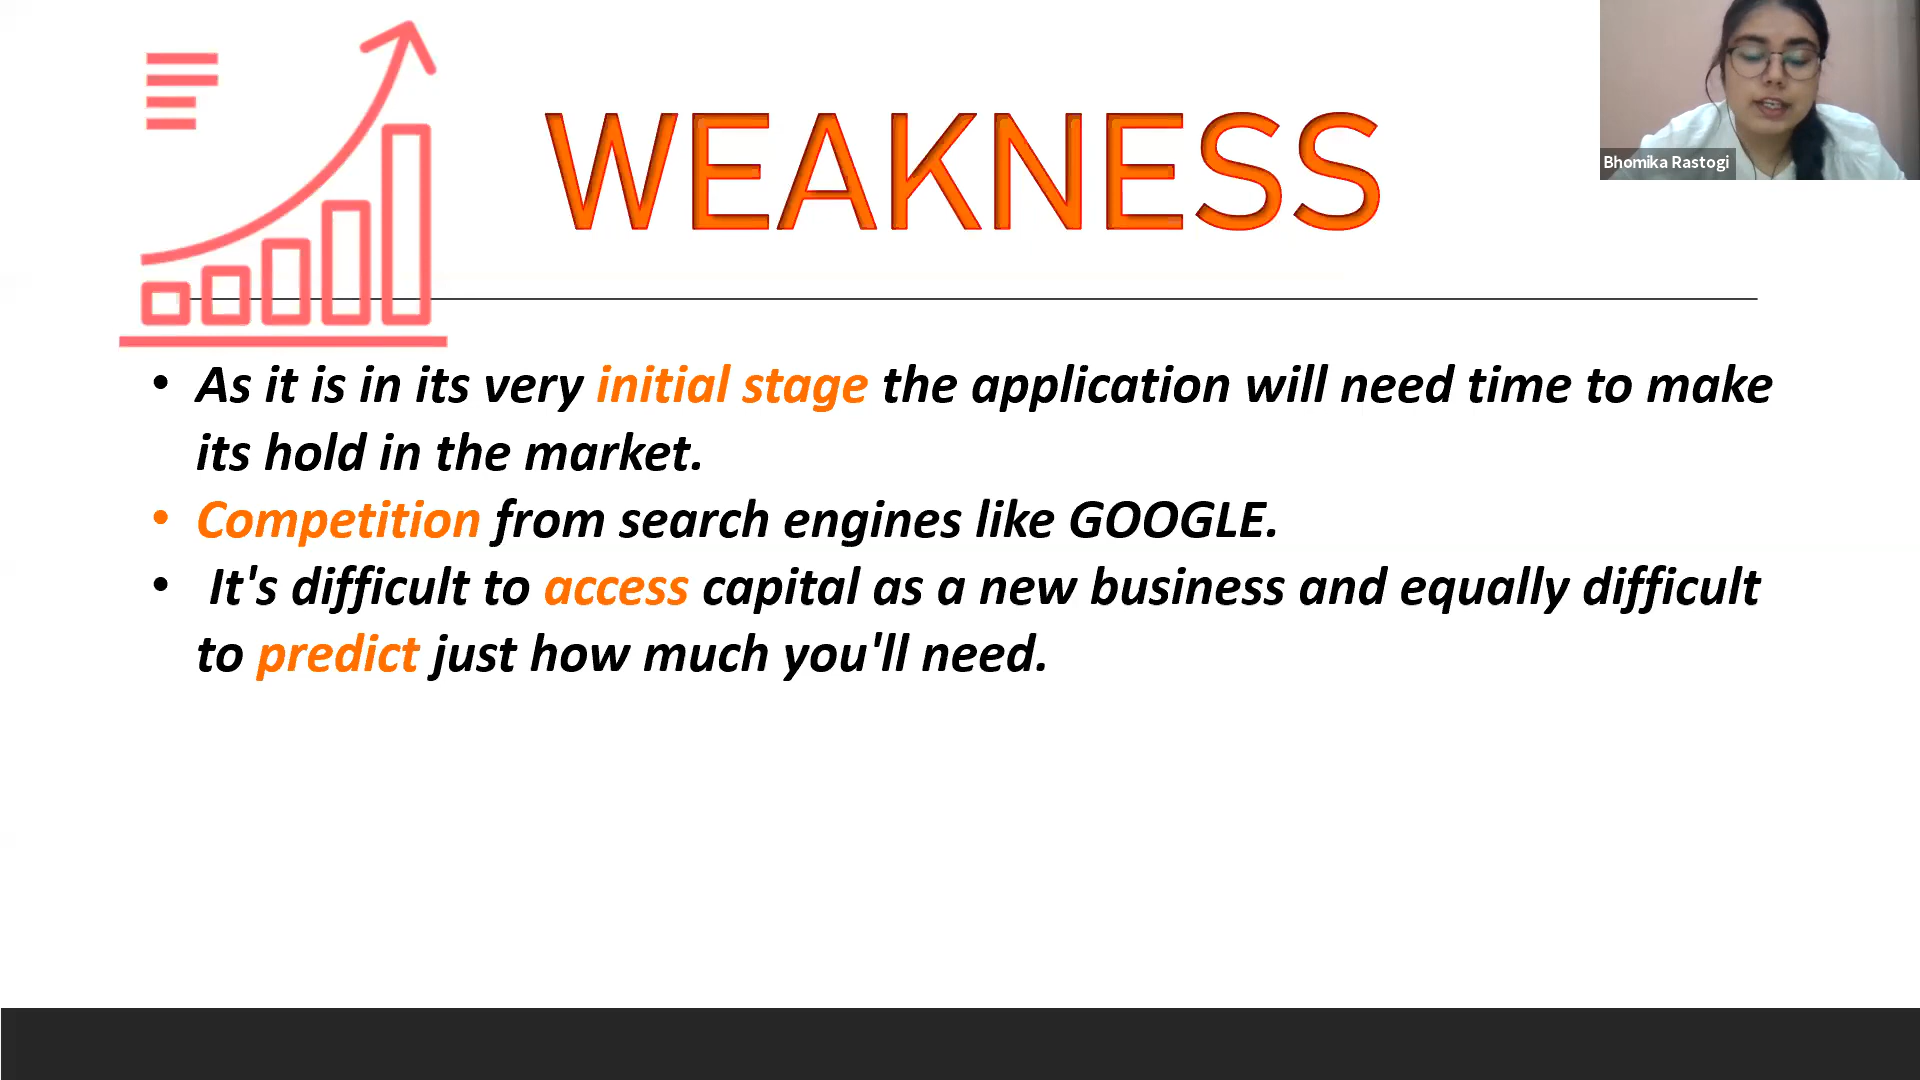 WEAKNESS
Bhomika Rastogi
• As it is in its very initial stage the application will need time to make
its hold in the market.
• Competition from search engines like GOOGLE.
• It's difficult to access capital as a new business and equally difficult
to predict just how much you'll need.